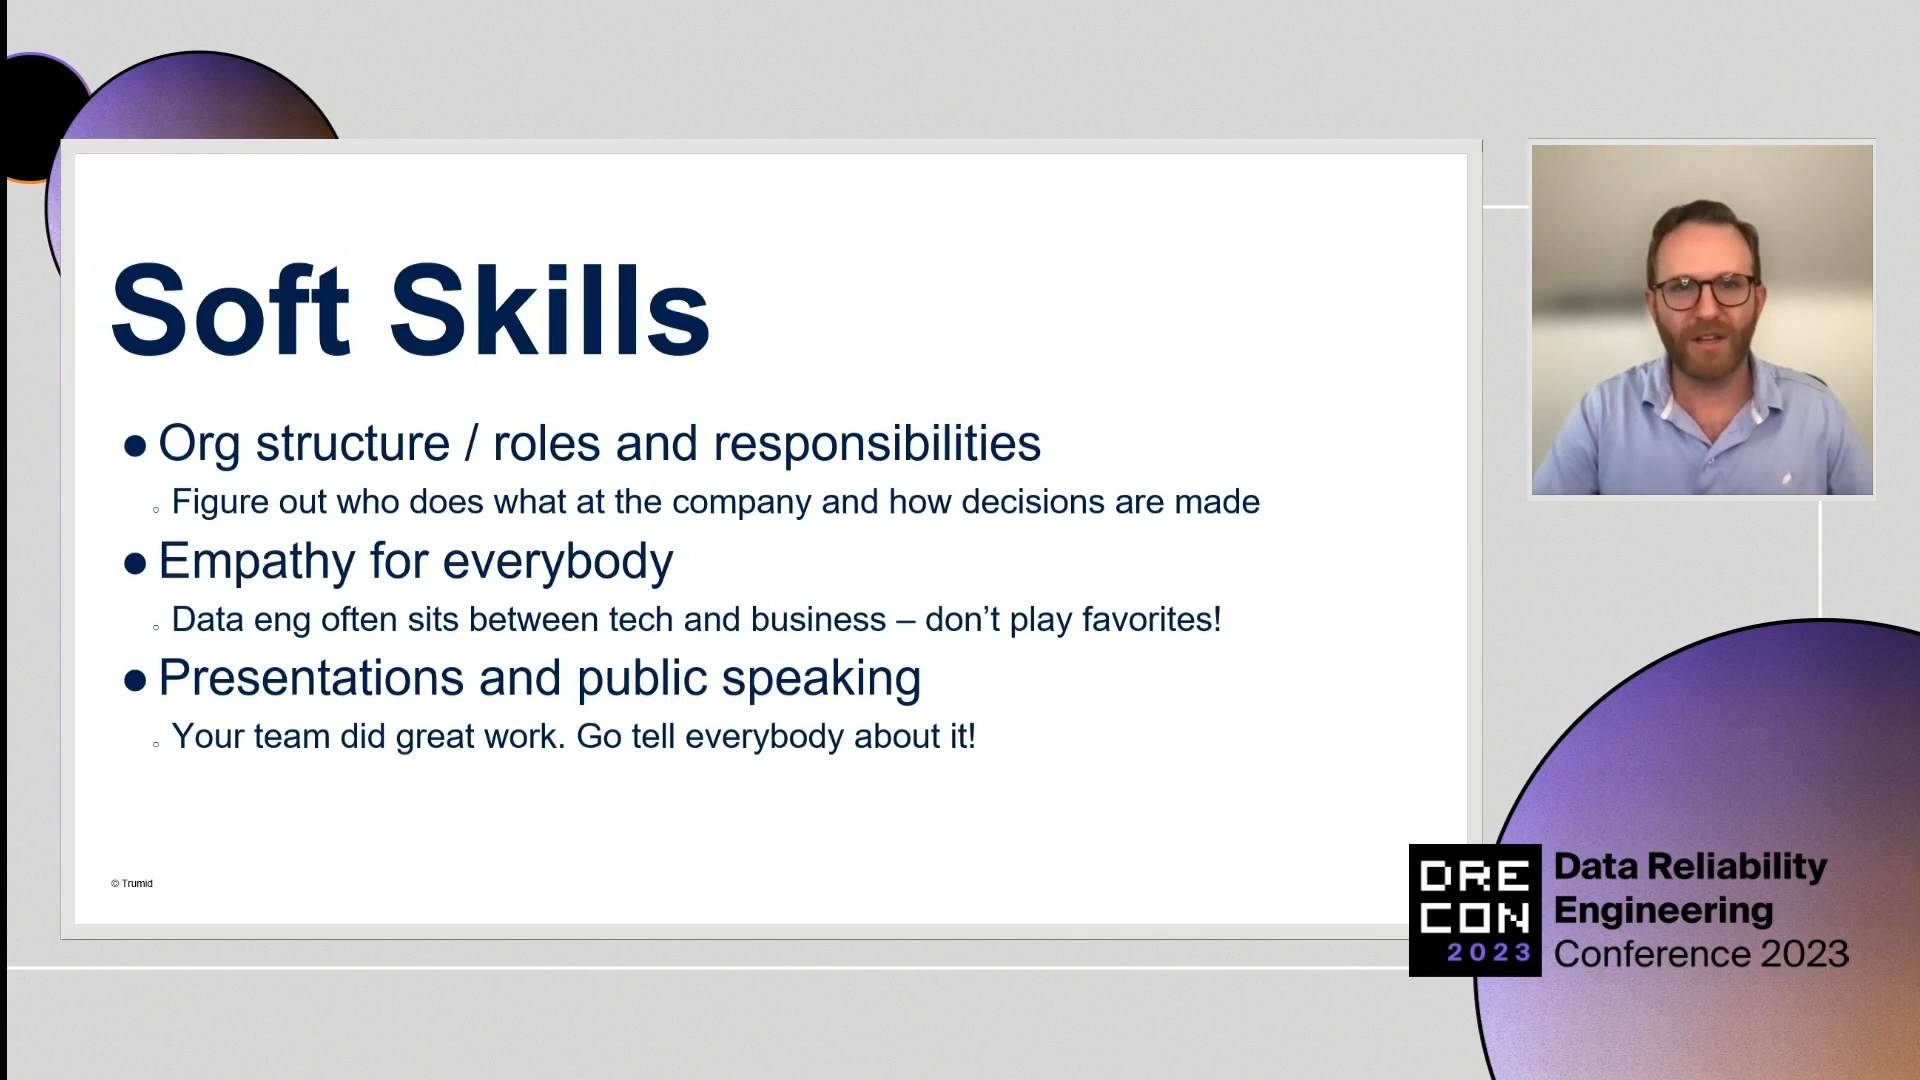 Soft Skills
● Org structure / roles and responsibilities
○ Figure out who does what at the company and how decisions are made
● Empathy for everybody
○ Data eng often sits between tech and business – don’t play favorites!
● Presentations and public speaking
○ Your team did great work. Go tell everybody about it!
© Trumid
DRE
CON
2023
Data Reliability
Engineering
Conference 2023